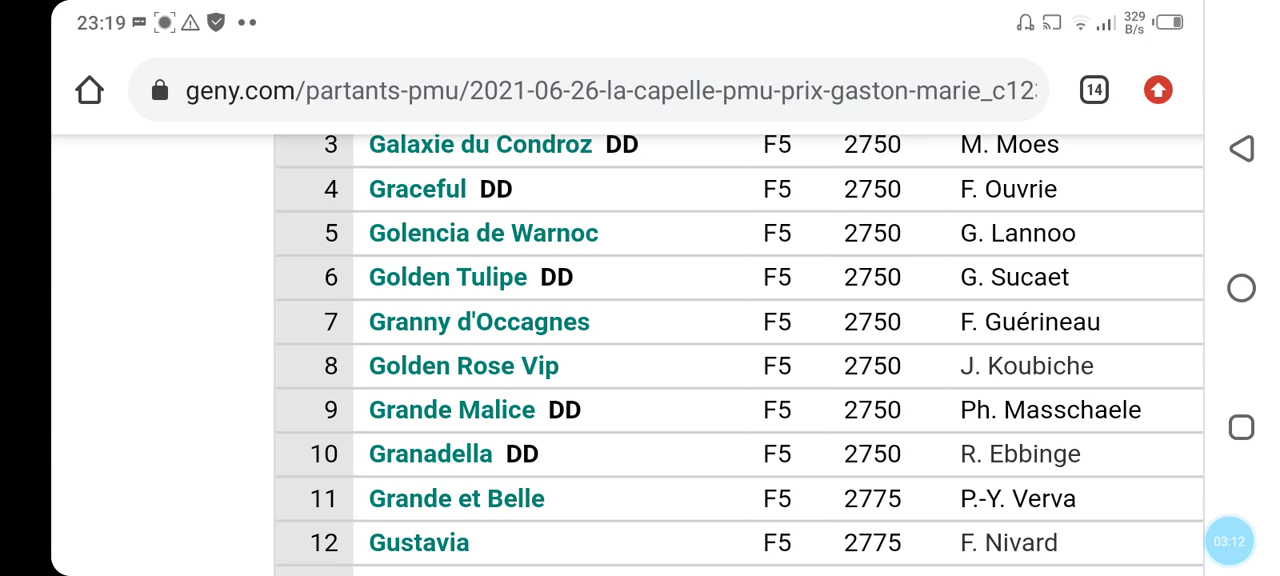 23:19 329 B/s
geny.com/partants-pmu/2021-06-26-la-capelle-pmu-prix-gaston-marie_c12 14
3 Galaxie du Condroz DD F5 2750 M. Moes
4 Graceful DD F5 2750 F. Ouvrie
5 Golencia de Warnoc F5 2750 G. Lannoo
6 Golden Tulipe DD F5 2750 G. Sucaet
7 Granny d'Occagnes F5 2750 F. Guérineau
8 Golden Rose Vip F5 2750 J. Koubiche
9 Grande Malice DD F5 2750 Ph. Masschaele
10 Granadella DD F5 2750 R. Ebbinge
11 Grande et Belle F5 2775 P.-Y. Verva
12 Gustavia F5 2775 F. Nivard
03:12